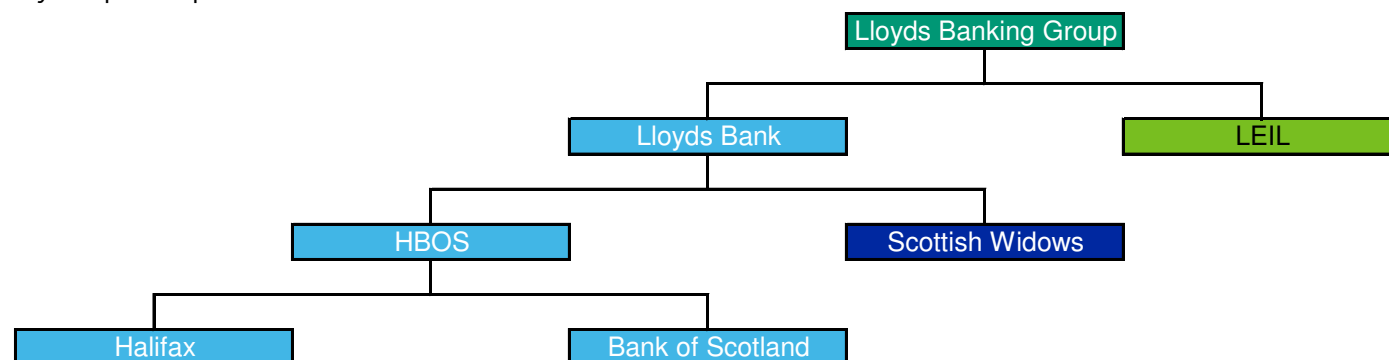 Lloyds Banking Group
Lloyds Bank
LEIL
HBOS
Scottish Widows
Halifax
Bank of Scotland